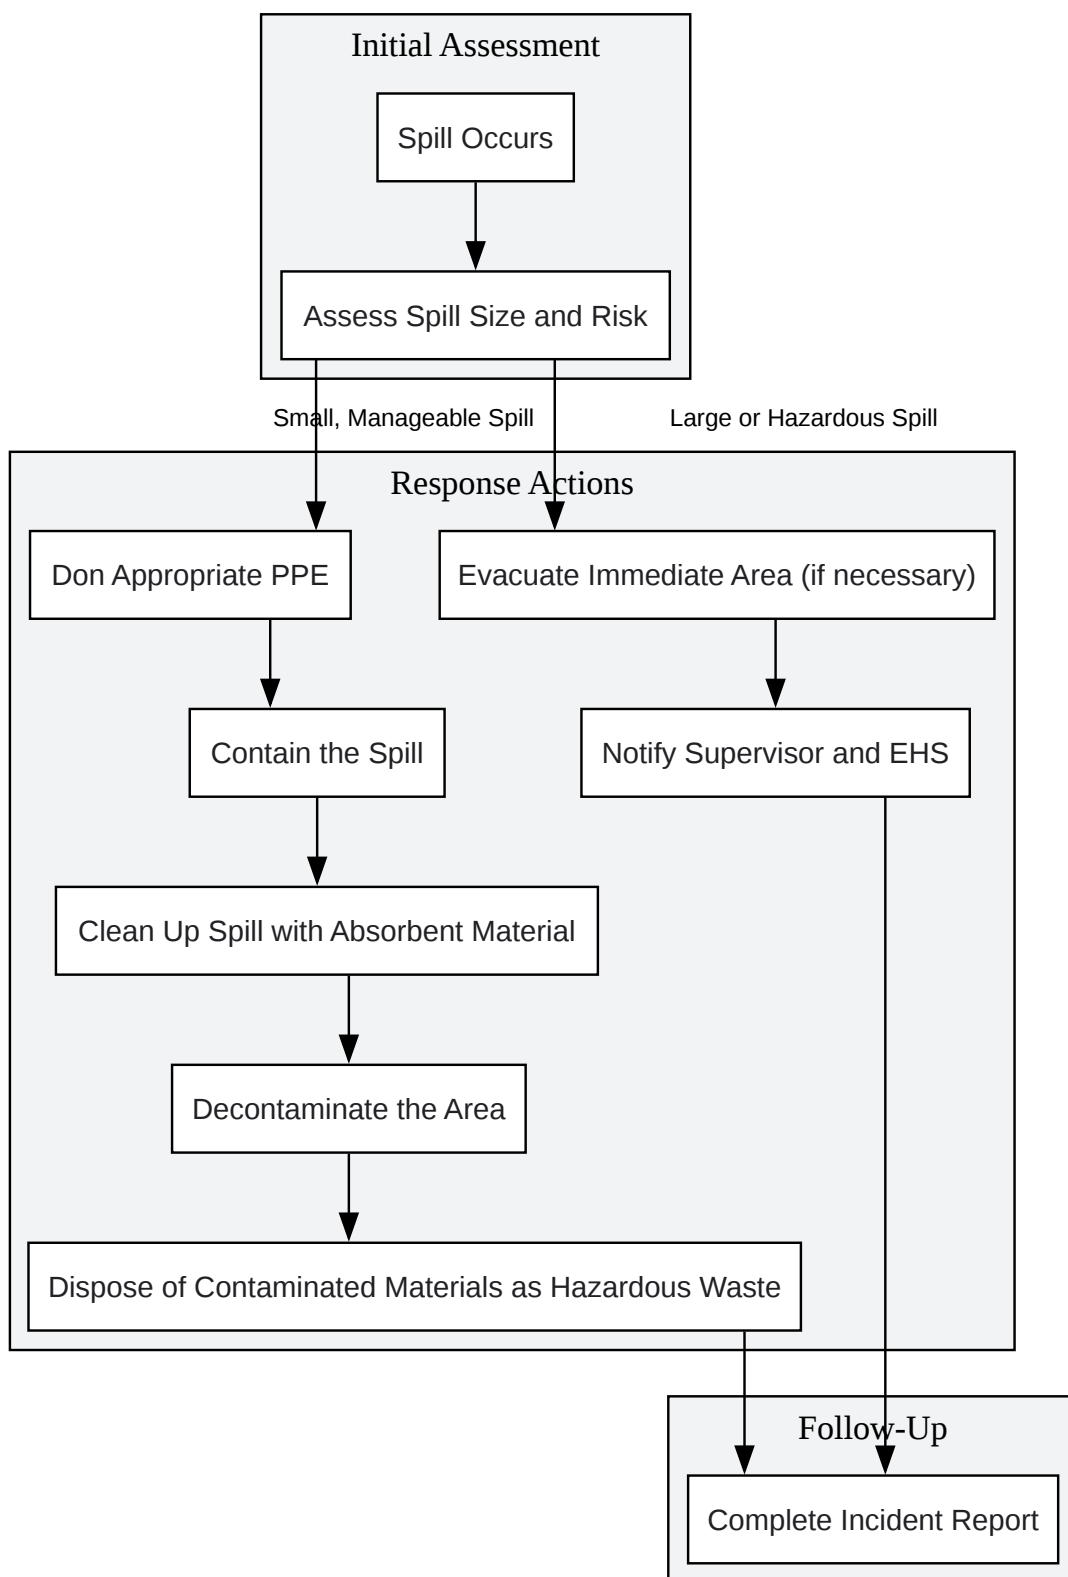 Initial Assessment
Spill Occurs
Assess Spill Size and Risk
Small, Manageable Spill
Large or Hazardous Spill
Response Actions
Don Appropriate PPE
Evacuate Immediate Area (if necessary)
Contain the Spill
Notify Supervisor and EHS
Clean Up Spill with Absorbent Material
Decontaminate the Area
Dispose of Contaminated Materials as Hazardous Waste
Follow-Up
Complete Incident Report